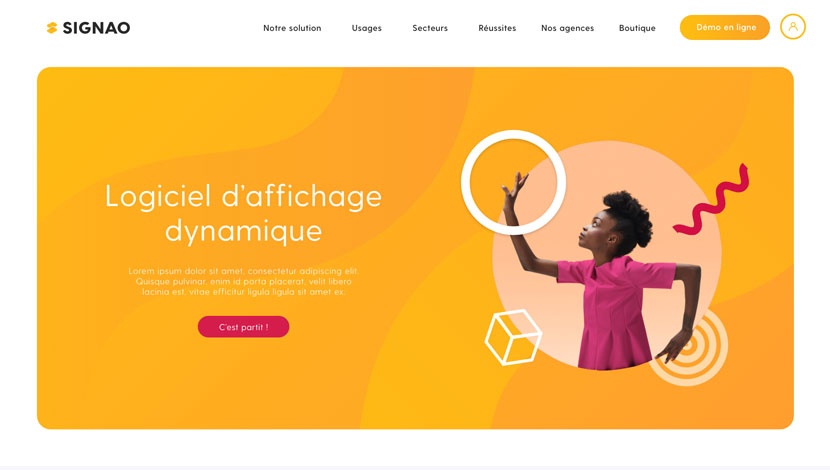 SIGNAO
Notre solution
Usages
Secteurs
Réussites
Nos agences
Boutique
Démo en ligne
Logiciel d'affichage
dynamique
Lorem ipsum dolor sit amet, consectetur adipiscing elit.
Quisque pulvinar, enim id porta placerat, velit libero
lacinia est, vitae efficitur ligula ligula sit amet ex.
C'est partit !